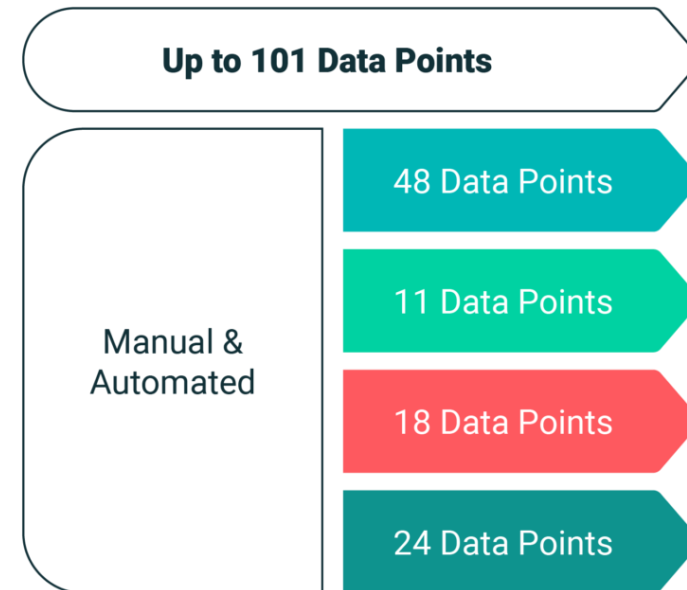 Up to 101 Data Points
48 Data Points
11 Data Points
Manual &
Automated
18 Data Points
24 Data Points